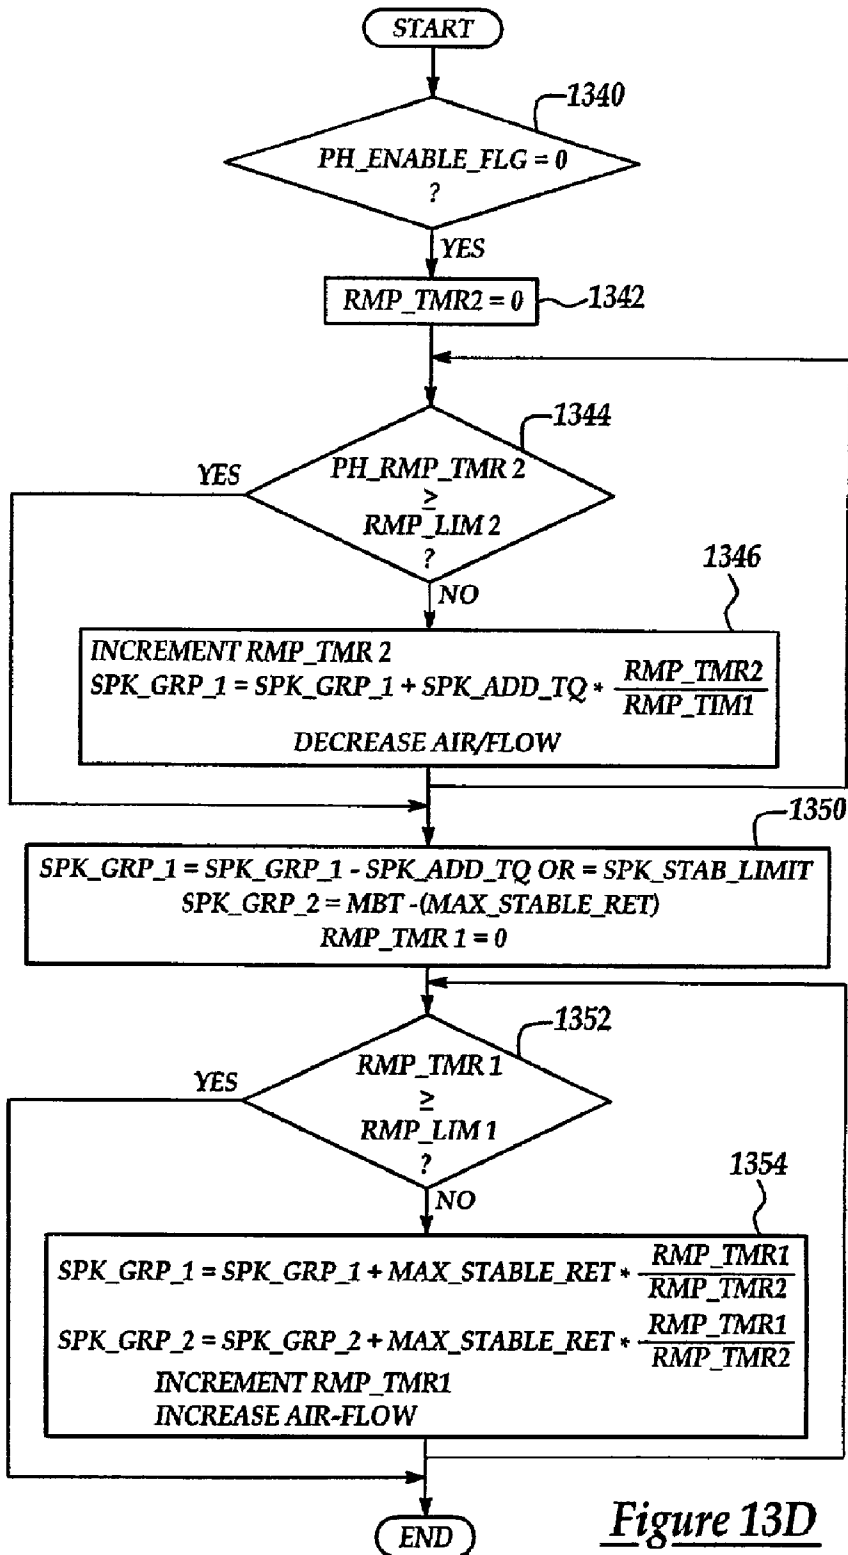 START
1340
PH_ENABLE_FLG = 0
?
YES
RMP_TMR2 = 0
1342
1344
YES
PH_RMP_TMR 2
≥
RMP_LIM 2
?
NO
1346
INCREMENT RMP_TMR 2
SPK_GRP_1 = SPK_GRP_1 + SPK_ADD_TQ * RMP_TMR2
RMP_TIM1
DECREASE AIR/FLOW
1350
SPK_GRP_1 = SPK_GRP_1 - SPK_ADD_TQ OR = SPK_STAB_LIMIT
SPK_GRP_2 = MBT -(MAX_STABLE_RET)
RMP_TMR 1 = 0
1352
YES
RMP_TMR 1
≥
RMP_LIM 1
?
NO
1354
SPK_GRP_1 = SPK_GRP_1 + MAX_STABLE_RET * RMP_TMR1
RMP_TMR2
SPK_GRP_2 = SPK_GRP_2 + MAX_STABLE_RET * RMP_TMR1
RMP_TMR2
INCREMENT RMP_TMR1
INCREASE AIR-FLOW
END
Figure 13D